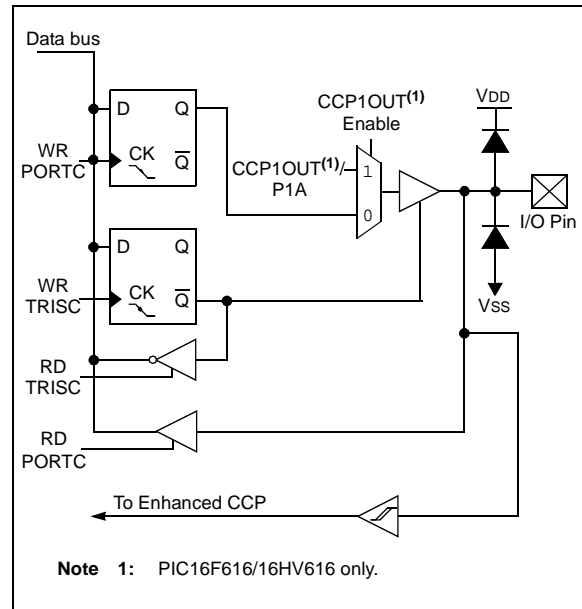 Data bus
D Q
WR
PORTC
CK
Q
CCP1OUT(1)
Enable
VDD
CCP1OUT(1)/
P1A
1
0
I/O Pin
D Q
WR
TRISC
CK
Q
VSS
RD
TRISC
RD
PORTC
To Enhanced CCP
Note 1: PIC16F616/16HV616 only.